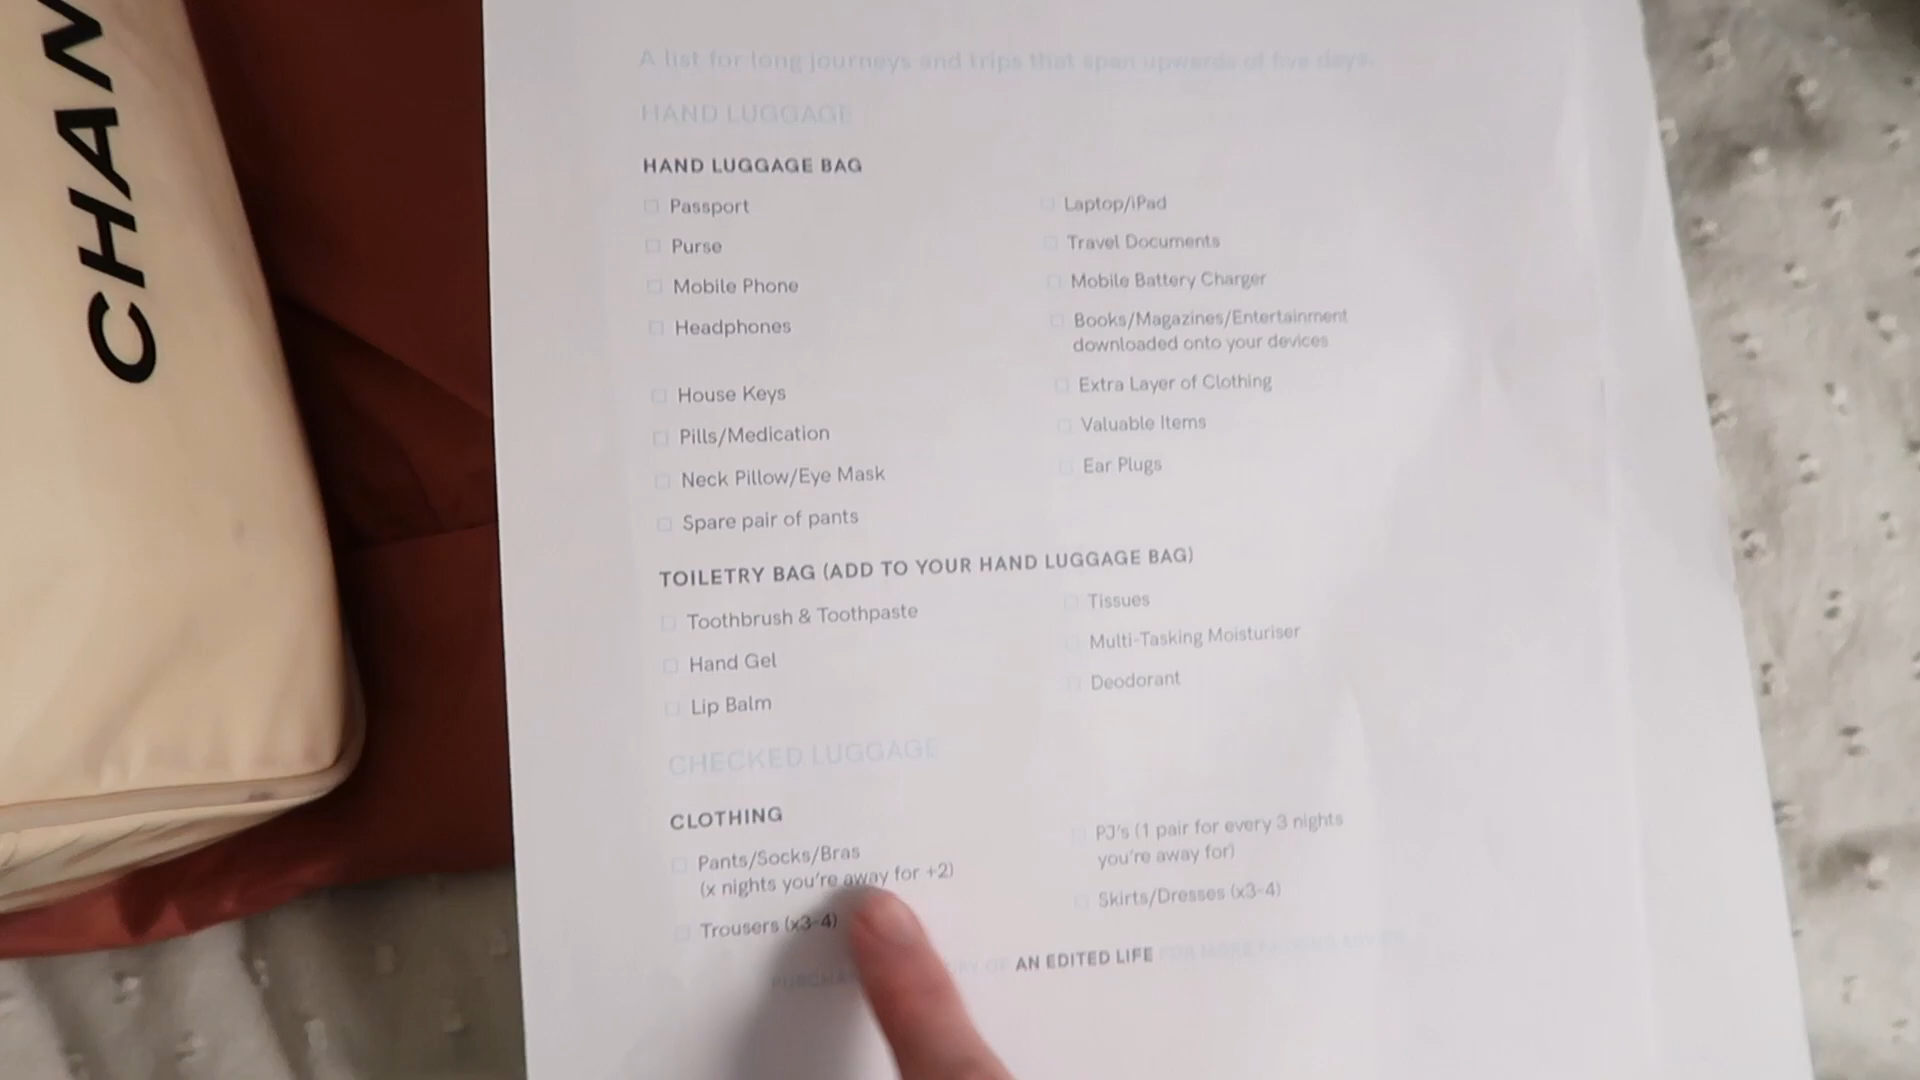 CHAN
A list for long journeys and trips that span upwards of five days.
HAND LUGGAGE
HAND LUGGAGE BAG
Passport
Purse
Mobile Phone
Headphones
House Keys
Pills/Medication
Neck Pillow/Eye Mask
Spare pair of pants
Laptop/iPad
Travel Documents
Mobile Battery Charger
Books/Magazines/Entertainment
downloaded onto your devices
Extra Layer of Clothing
Valuable Items
Ear Plugs
TOILETRY BAG (ADD TO YOUR HAND LUGGAGE BAG)
Toothbrush & Toothpaste
Hand Gel
Lip Balm
Tissues
Multi-Tasking Moisturiser
Deodorant
CHECKED LUGGAGE
CLOTHING
Pants/Socks/Bras
(x nights you're away for +2)
Trousers (x3-4)
PJ's (1 pair for every 3 nights
you're away for)
Skirts/Dresses (x3-4)
AN EDITED LIFE FOR MORE